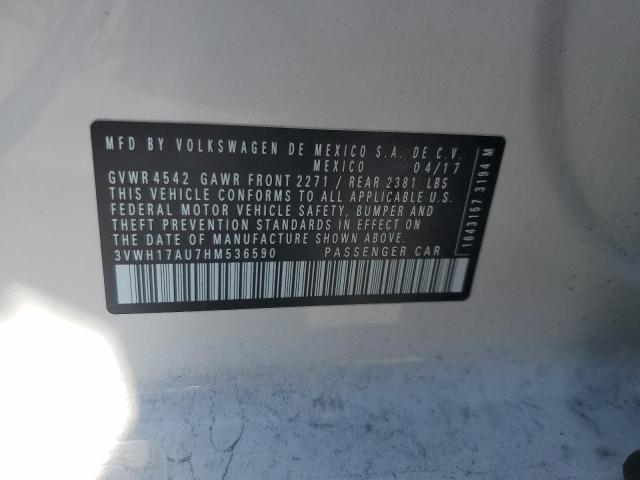 MFD BY VOLKSWAGEN DE MEXICO S.A. DE C.V.
MEXICO 04/17
GVWR 4542 GAWR FRONT 2271 / REAR 2381 LBS
THIS VEHICLE CONFORMS TO ALL APPLICABLE U.S.
FEDERAL MOTOR VEHICLE SAFETY, BUMPER AND
THEFT PREVENTION STANDARDS IN EFFECT ON
THE DATE OF MANUFACTURE SHOWN ABOVE
3VWH17AU7HM536590 PASSENGER CAR
1643157 3194 M